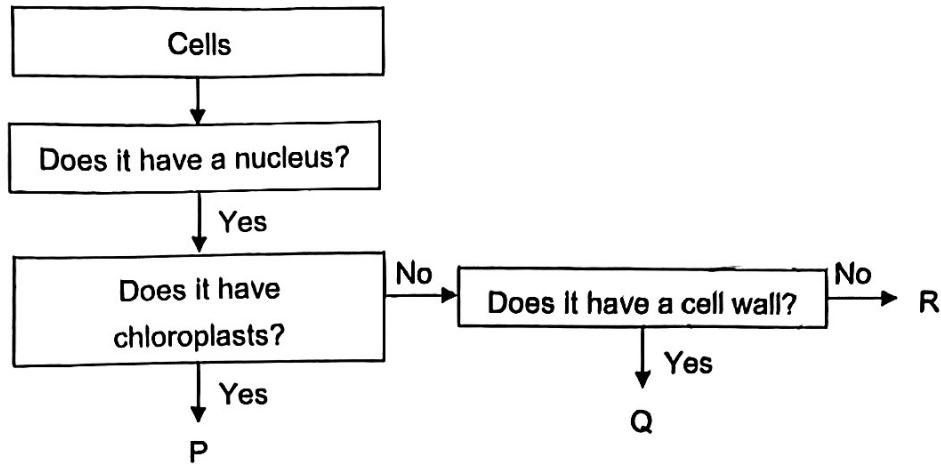 Cells
Does it have a nucleus?
Yes
Does it have
chloroplasts?
No
Does it have a cell wall?
No
R
Yes
Q
Yes
P